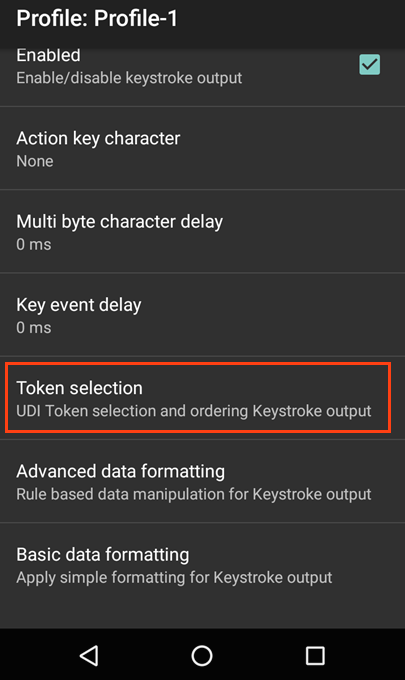 Profile: Profile-1
Enabled
Enable/disable keystroke output
Action key character
None
Multi byte character delay
0 ms
Key event delay
0 ms
Token selection
UDI Token selection and ordering Keystroke output
Advanced data formatting
Rule based data manipulation for Keystroke output
Basic data formatting
Apply simple formatting for Keystroke output